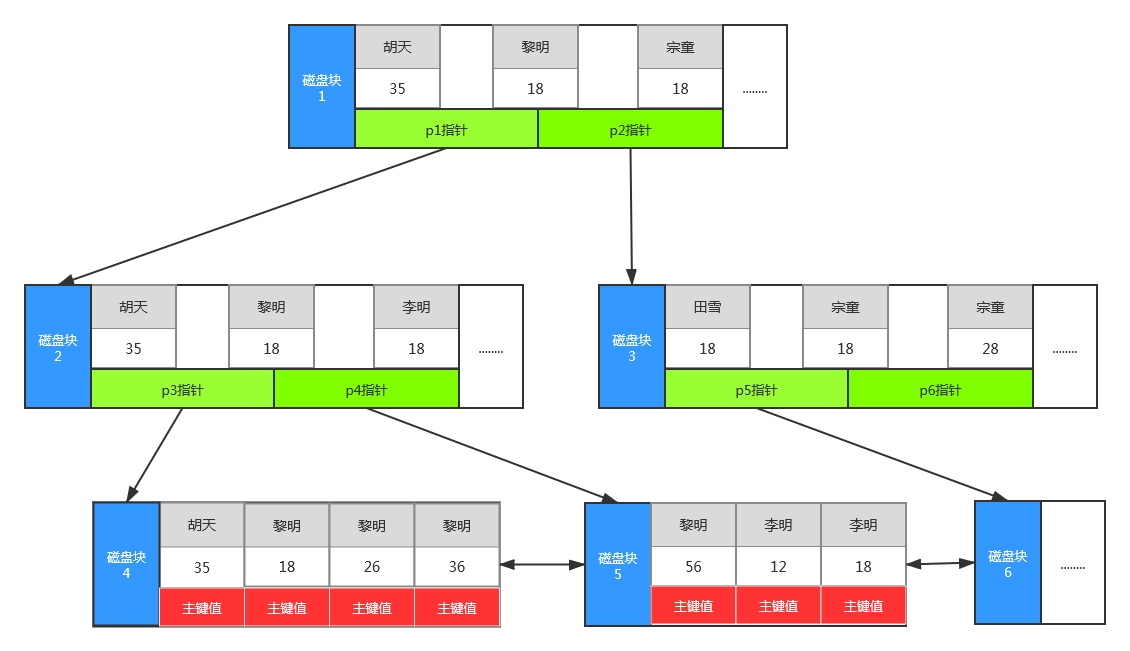 磁盘块
1
胡天
黎明
宗童
35
18
18
........
p1指针
p2指针
磁盘块
2
胡天
黎明
李明
35
18
18
........
p3指针
p4指针
磁盘块
3
田雪
宗童
宗童
18
18
28
........
p5指针
p6指针
磁盘块
4
胡天
黎明
黎明
黎明
35
18
26
36
主键值
主键值
主键值
主键值
磁盘块
5
黎明
李明
李明
56
12
18
主键值
主键值
主键值
磁盘块
6
........